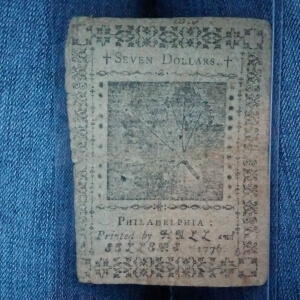 †SEVEN DOLLARS.†
PHILADELPHIA:
Printed by HALL and
SELLERS. 1776.